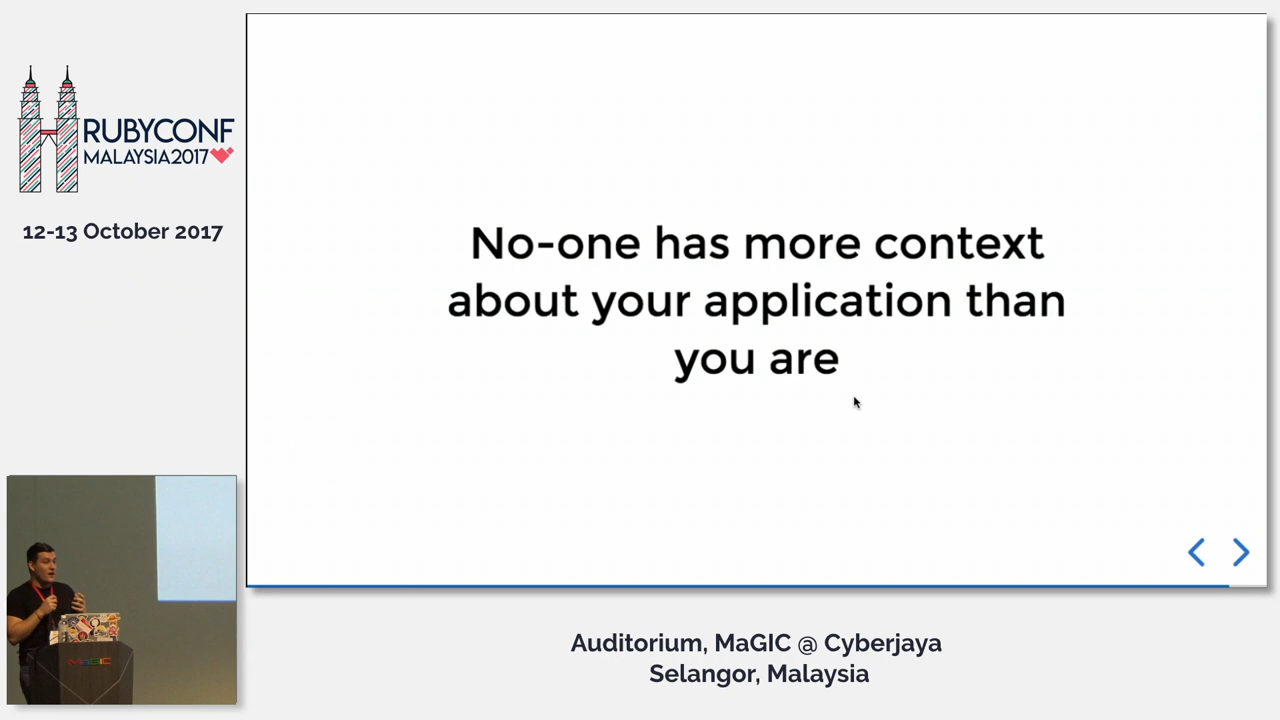 RUBYCONF
MALAYSIA2017
12-13 October 2017
No-one has more context
about your application than
you are
MaGIC
Auditorium, MaGIC @ Cyberjaya
Selangor, Malaysia